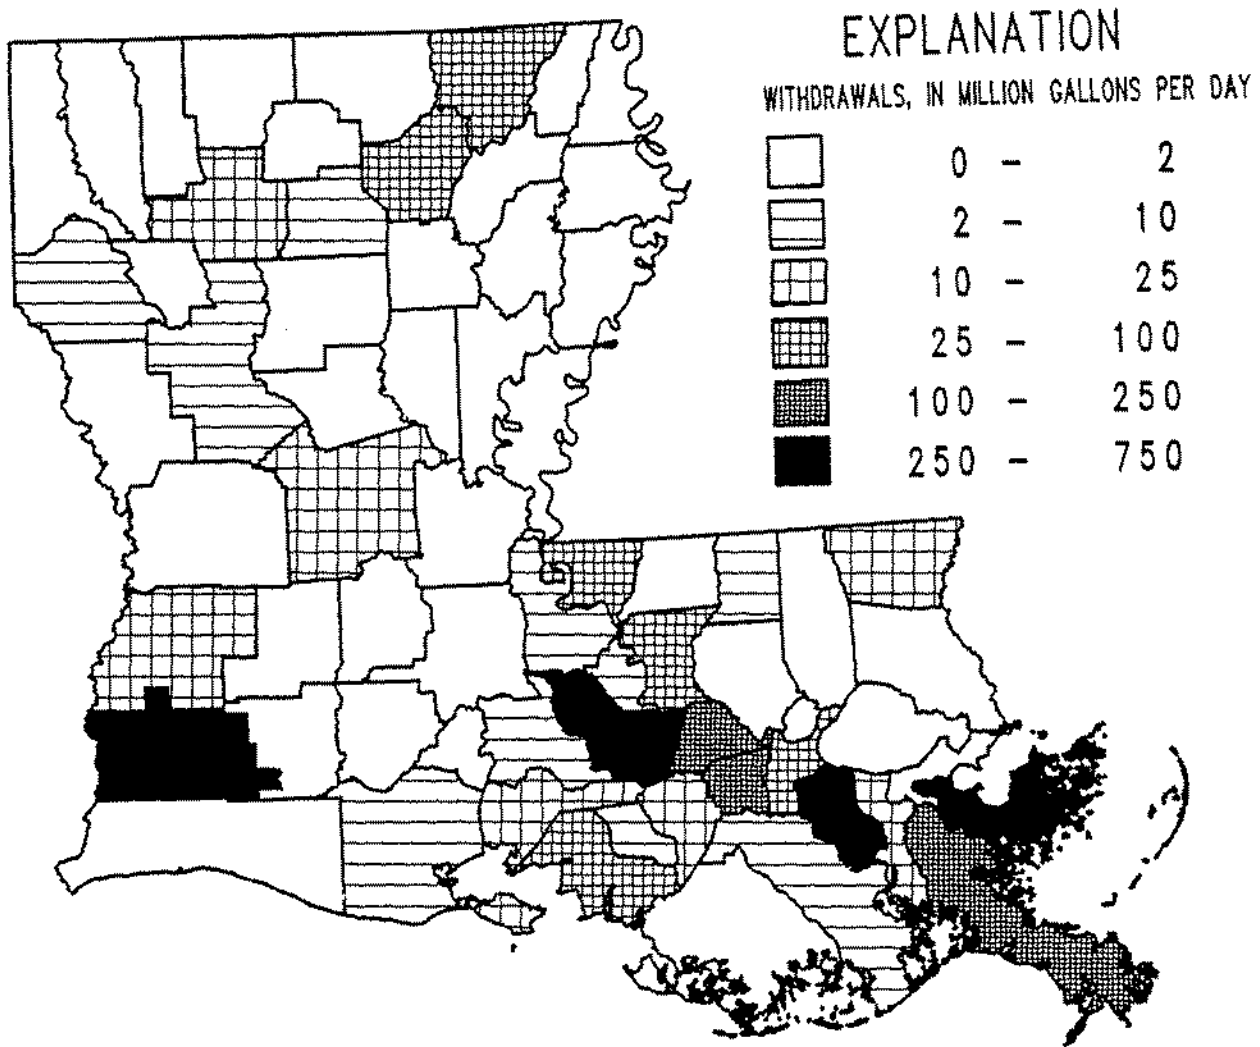 EXPLANATION
WITHDRAWALS, IN MILLION GALLONS PER DAY
0 - 2
2 - 10
10 - 25
25 - 100
100 - 250
250 - 750